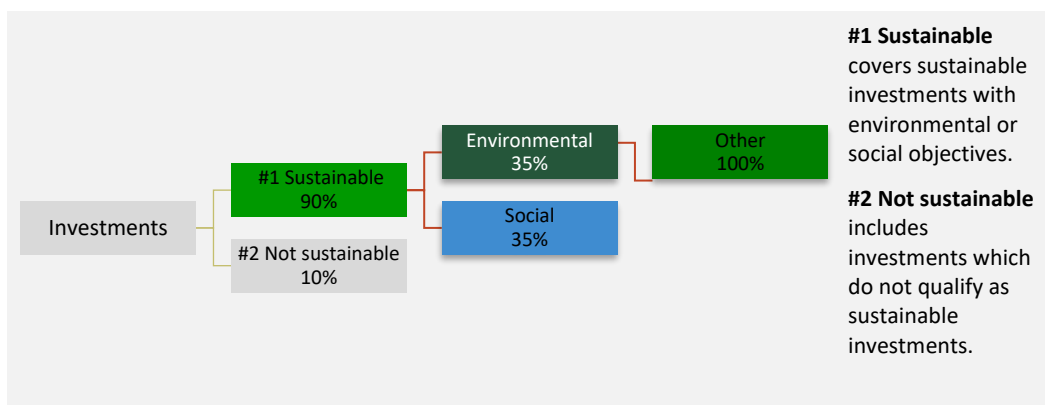 Investments
#1 Sustainable
90%
#2 Not sustainable
10%
Environmental
35%
Social
35%
Other
100%
#1 Sustainable
covers sustainable
investments with
environmental or
social objectives.
#2 Not sustainable
includes
investments which
do not qualify as
sustainable
investments.